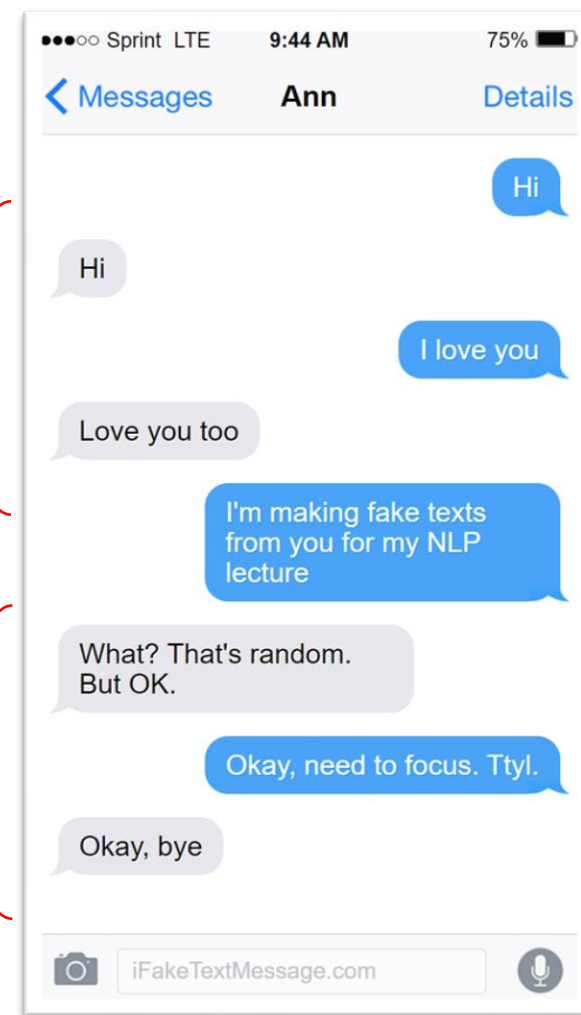 Sprint LTE 9:44 AM 75%
Messages Ann Details
Hi
Hi
I love you
Love you too
I'm making fake texts
from you for my NLP
lecture
What? That's random.
But OK.
Okay, need to focus. Ttyl.
Okay, bye
iFakeTextMessage.com